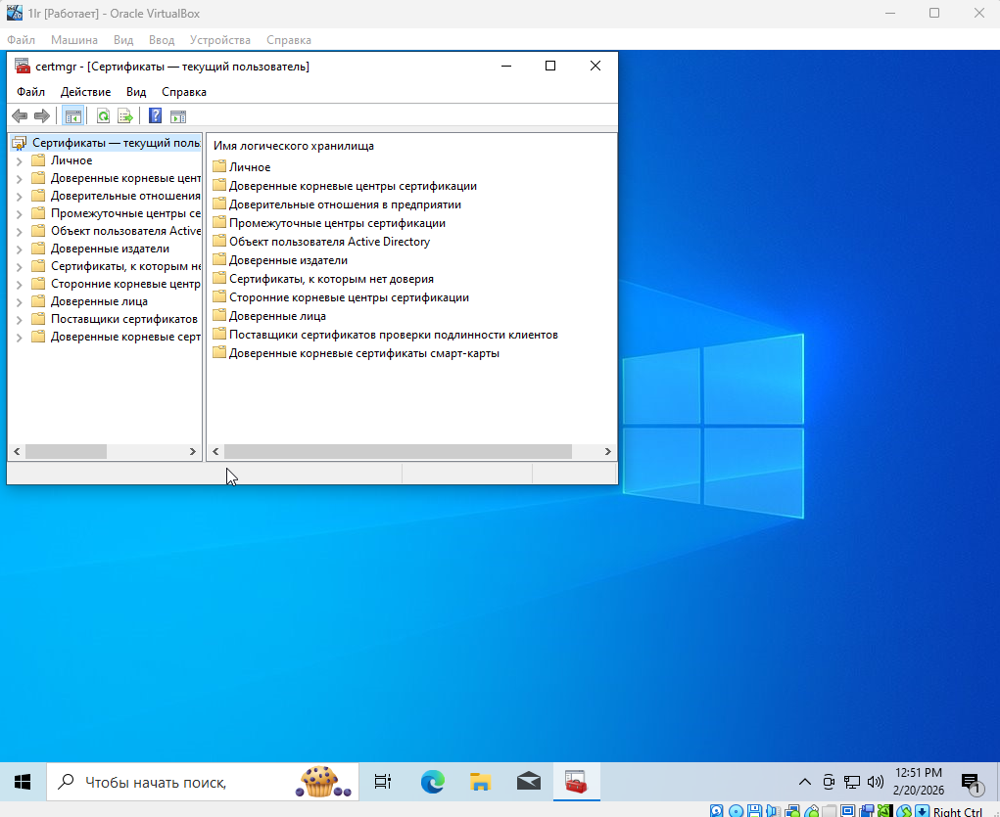 1lr [Работает] - Oracle VirtualBox
Файл Машина Вид Ввод Устройства Справка
certmgr - [Сертификаты — текущий пользователь]
Файл Действие Вид Справка
Сертификаты — текущий поль
Личное
Доверенные корневые цент
Доверительные отношения
Промежуточные центры се
Объект пользователя Active
Доверенные издатели
Сертификаты, к которым не
Сторонние корневые центр
Доверенные лица
Поставщики сертификатов
Доверенные корневые серт
Имя логического хранилища
Личное
Доверенные корневые центры сертификации
Доверительные отношения в предприятии
Промежуточные центры сертификации
Объект пользователя Active Directory
Доверенные издатели
Сертификаты, к которым нет доверия
Сторонние корневые центры сертификации
Доверенные лица
Поставщики сертификатов проверки подлинности клиентов
Доверенные корневые сертификаты смарт-карты
Чтобы начать поиск,
12:51 PM
2/20/2026
1
Right Ctrl